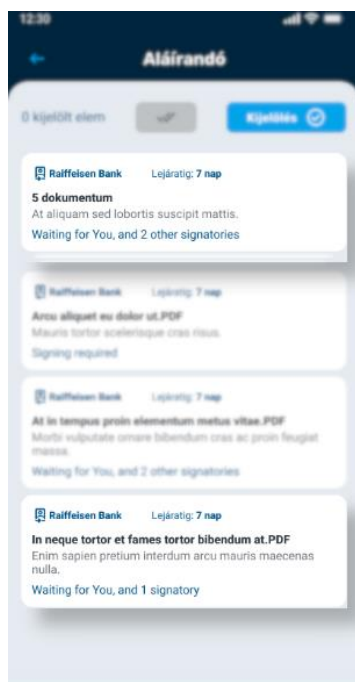 12:30
Aláírandó
0 kijelölt elem
Kijelölés
Raiffeisen Bank Lejáratig: 7 nap
5 dokumentum
At aliquam sed lobortis suscipit mattis.
Waiting for You, and 2 other signatories
Raiffeisen Bank Lejáratig: 7 nap
Arcu aliquet eu dolor ut.PDF
Mauris tortor scelerisque cras risus.
Signing required
Raiffeisen Bank Lejáratig: 7 nap
At in tempus proin elementum metus vitae.PDF
Morbi vulputate ornare bibendum cras ac proin feugiat
massa.
Waiting for You, and 2 other signatories
Raiffeisen Bank Lejáratig: 7 nap
In neque tortor et fames tortor bibendum at.PDF
Enim sapien pretium interdum arcu mauris maecenas
nulla.
Waiting for You, and 1 signatory